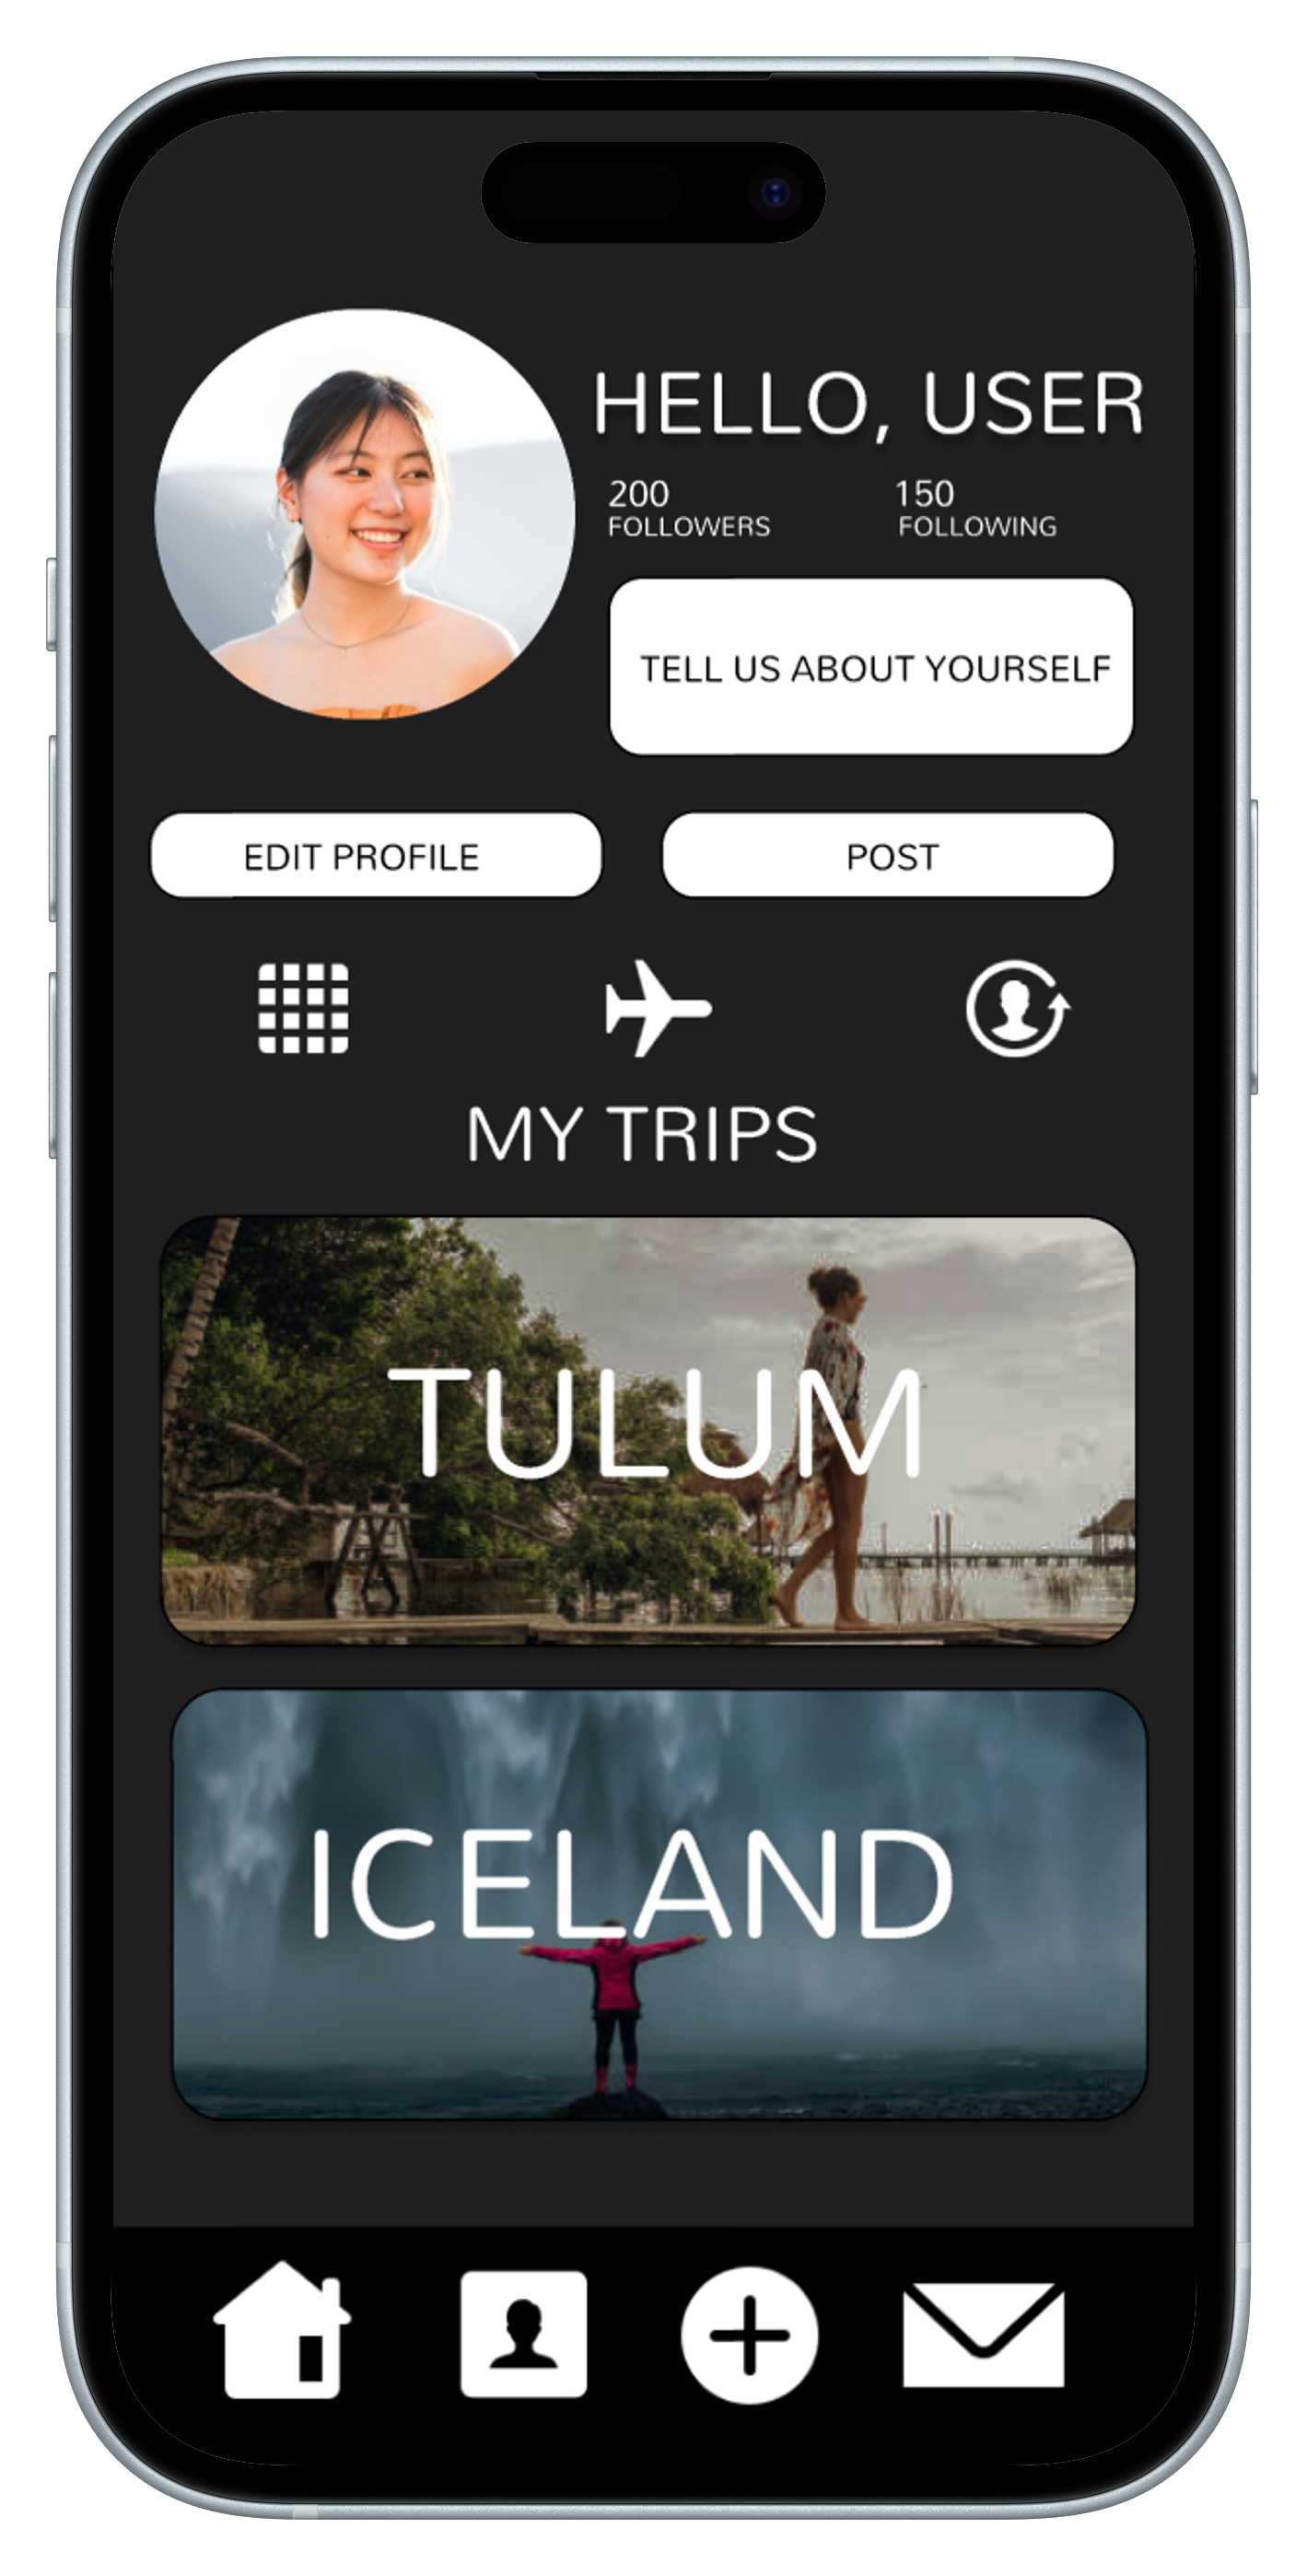 HELLO, USER
200
FOLLOWERS
150
FOLLOWING
TELL US ABOUT YOURSELF
EDIT PROFILE
POST
MY TRIPS
TULUM
ICELAND